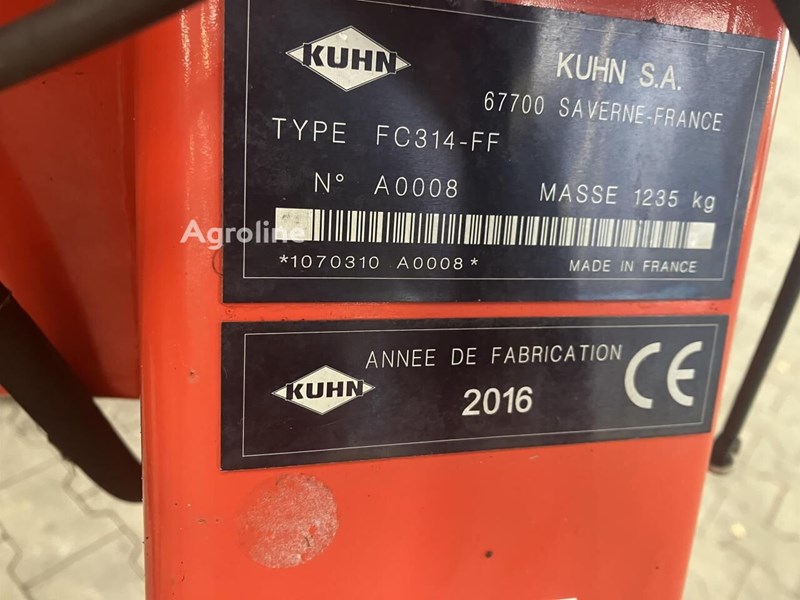 KUHN
KUHN S.A.
67700 SAVERNE-FRANCE
TYPE FC314-FF
N° A0008 MASSE 1235 kg
Agroline
*1070310 A0008* MADE IN FRANCE
KUHN
ANNEE DE FABRICATION
2016
CE